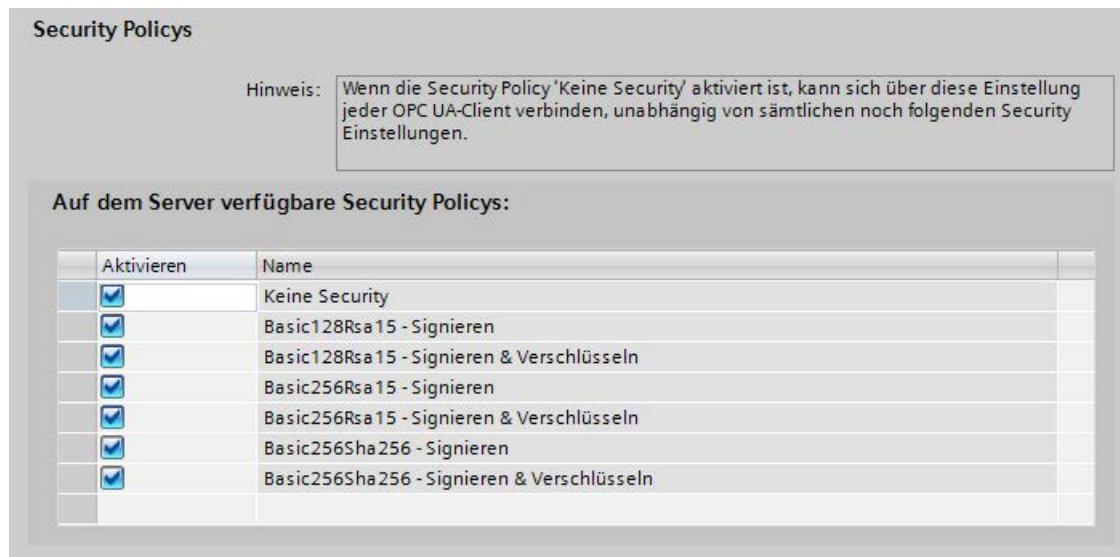 Security Policys
Hinweis: Wenn die Security Policy 'Keine Security' aktiviert ist, kann sich über diese Einstellung
jeder OPC UA-Client verbinden, unabhängig von sämtlichen noch folgenden Security
Einstellungen.
Auf dem Server verfügbare Security Policys:
Aktivieren Name
Keine Security
Basic128Rsa15 - Signieren
Basic128Rsa15 - Signieren & Verschlüsseln
Basic256Rsa15 - Signieren
Basic256Rsa15 - Signieren & Verschlüsseln
Basic256Sha256 - Signieren
Basic256Sha256 - Signieren & Verschlüsseln